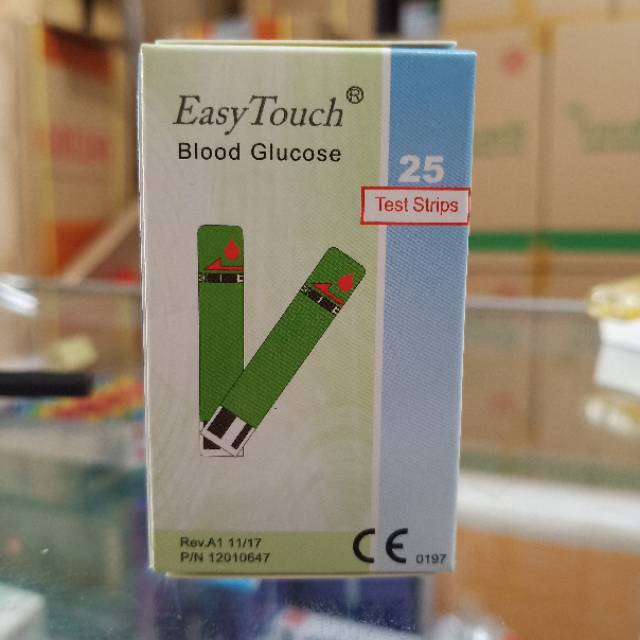 EasyTouch®
Blood Glucose
25
Test Strips
Rev.A1 11/17
P/N 12010647
CE 0197